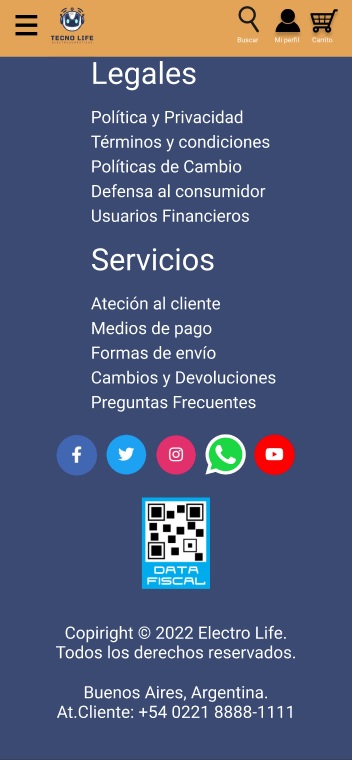 TECNO LIFE
Buscar
Mi perfil
Carrito
Legales
Política y Privacidad
Términos y condiciones
Políticas de Cambio
Defensa al consumidor
Usuarios Financieros
Servicios
Ateción al cliente
Medios de pago
Formas de envío
Cambios y Devoluciones
Preguntas Frecuentes
DATA
FISCAL
Copiright © 2022 Electro Life.
Todos los derechos reservados.
Buenos Aires, Argentina.
At.Cliente: +54 0221 8888-1111